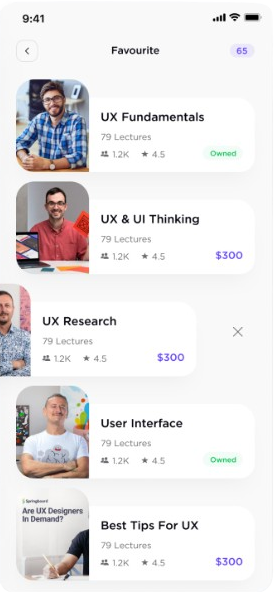 9:41
Favourite
65
UX Fundamentals
79 Lectures
1.2K ★ 4.5
Owned
UX & UI Thinking
79 Lectures
1.2K ★ 4.5
$300
UX Research
79 Lectures
1.2K ★ 4.5
$300
User Interface
79 Lectures
1.2K ★ 4.5
Owned
Springboard
Are UX Designers
In Demand?
Best Tips For UX
79 Lectures
1.2K ★ 4.5
$300